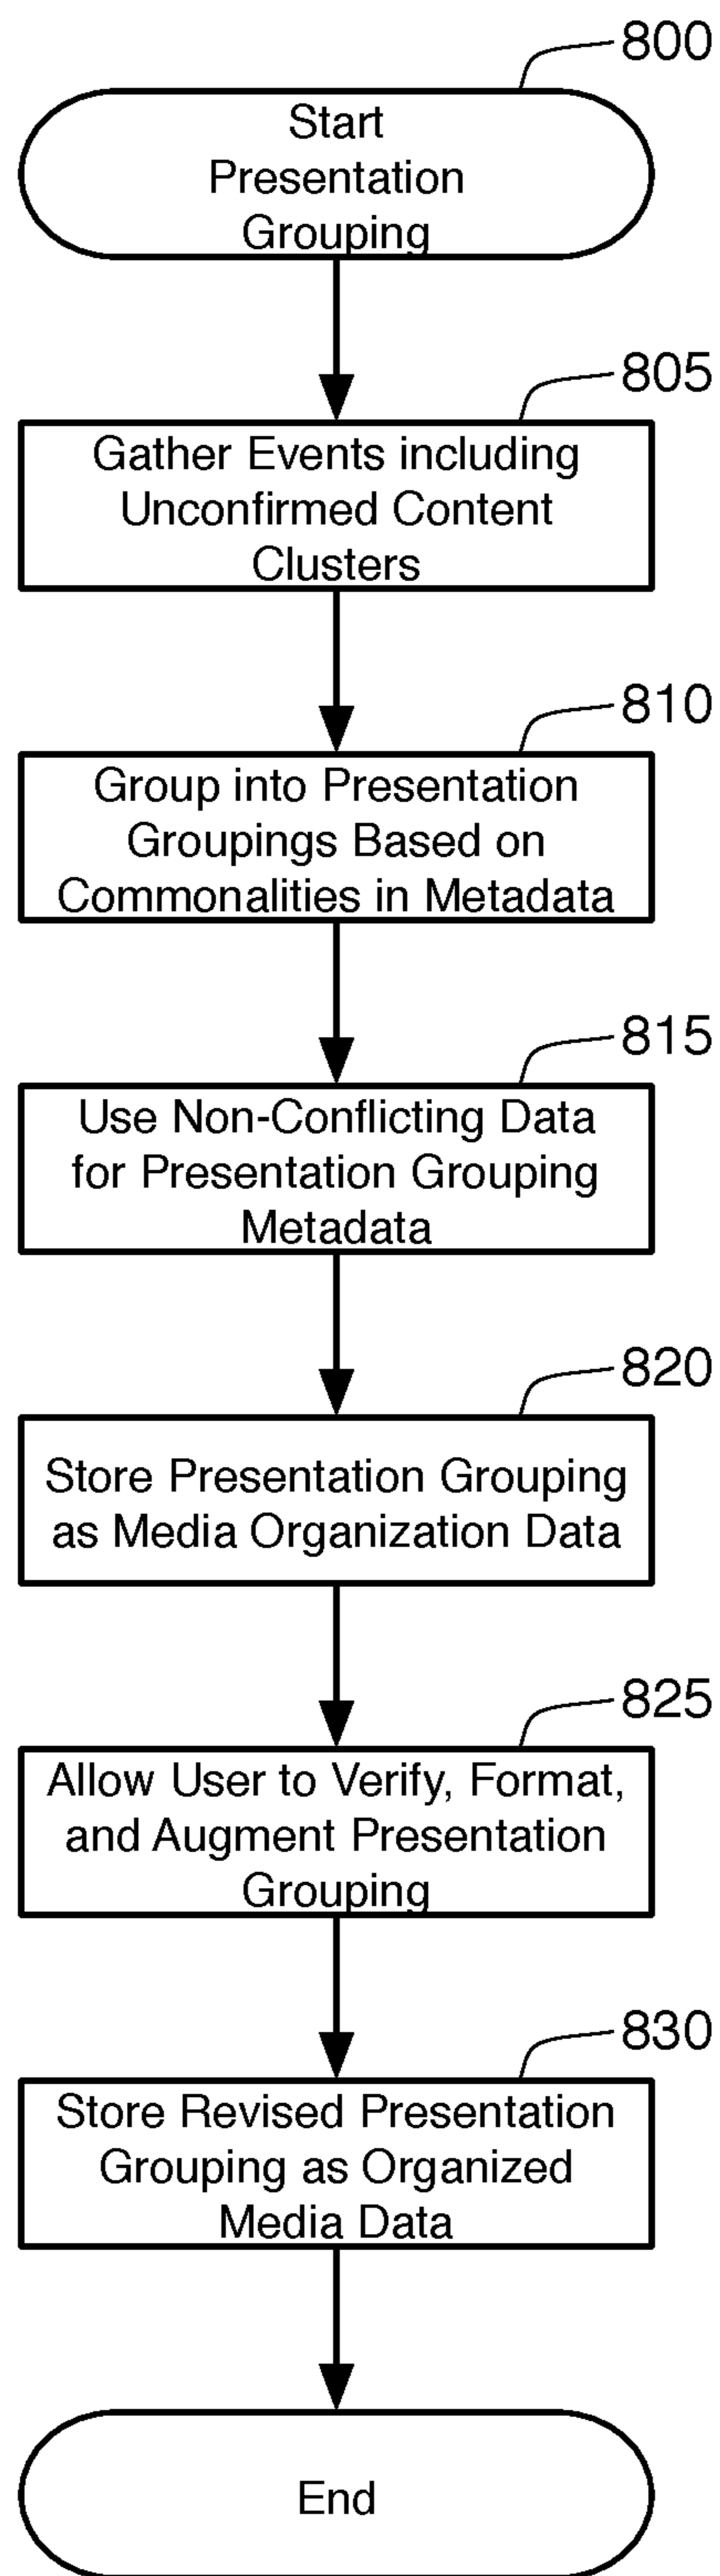 800
Start
Presentation
Grouping
805
Gather Events including
Unconfirmed Content
Clusters
810
Group into Presentation
Groupings Based on
Commonalities in Metadata
815
Use Non-Conflicting Data
for Presentation Grouping
Metadata
820
Store Presentation Grouping
as Media Organization Data
825
Allow User to Verify, Format,
and Augment Presentation
Grouping
830
Store Revised Presentation
Grouping as Organized
Media Data
End